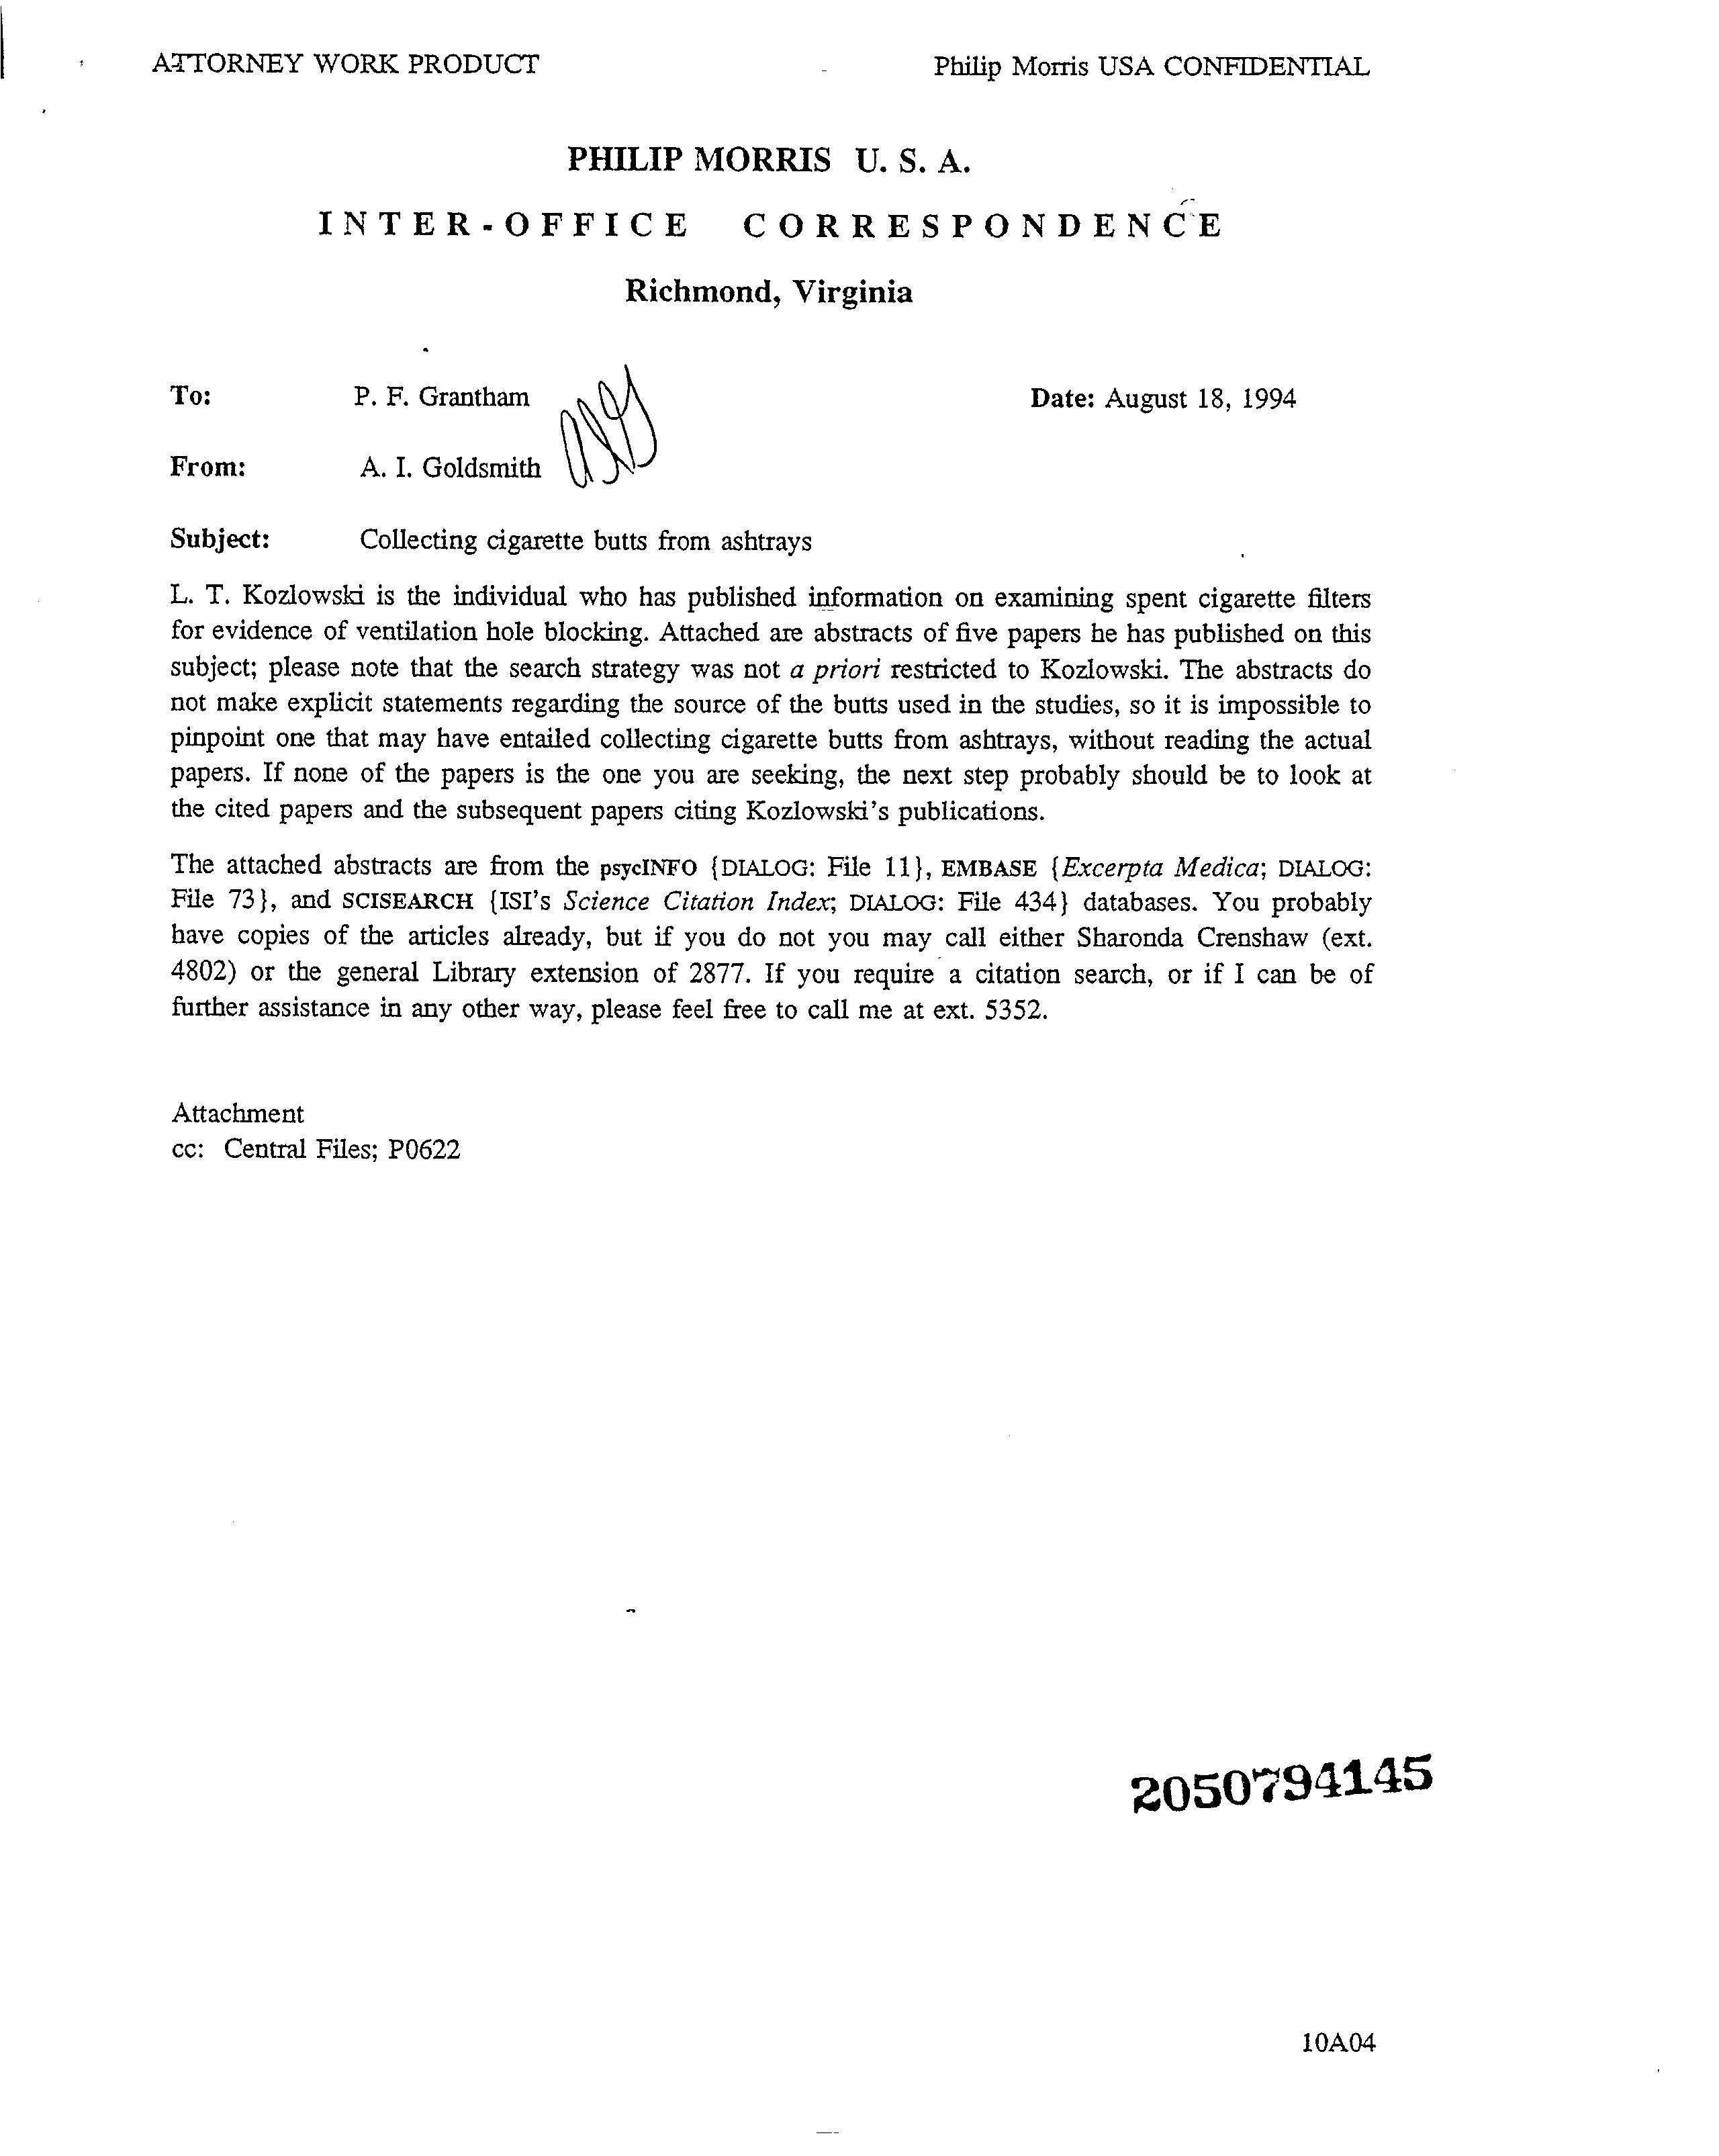 ATTORNEY WORK PRODUCT
Philip Morris USA CONFIDENTIAL
PHILIP MORRIS U. S. A.
INTER-OFFICE CORRESPONDENCE
Richmond, Virginia
To: P. F. Grantham Date: August 18, 1994
From: A. I. Goldsmith
Subject: Collecting cigarette butts from ashtrays
L. T. Kozlowski is the individual who has published information on examining spent cigarette filters
for evidence of ventilation hole blocking. Attached are abstracts of five papers he has published on this
subject; please note that the search strategy was not a priori restricted to Kozlowski. The abstracts do
not make explicit statements regarding the source of the butts used in the studies, so it is impossible to
pinpoint one that may have entailed collecting cigarette butts from ashtrays, without reading the actual
papers. If none of the papers is the one you are seeking, the next step probably should be to look at
the cited papers and the subsequent papers citing Kozlowski's publications.
The attached abstracts are from the psycINFO {DIALOG: File 11}, EMBASE {Excerpta Medica; DIALOG:
File 73}, and SCISEARCH {ISI's Science Citation Index; DIALOG: File 434} databases. You probably
have copies of the articles already, but if you do not you may call either Sharonda Crenshaw (ext.
4802) or the general Library extension of 2877. If you require a citation search, or if I can be of
further assistance in any other way, please feel free to call me at ext. 5352.
Attachment
cc: Central Files; P0622
2050794145
10A04